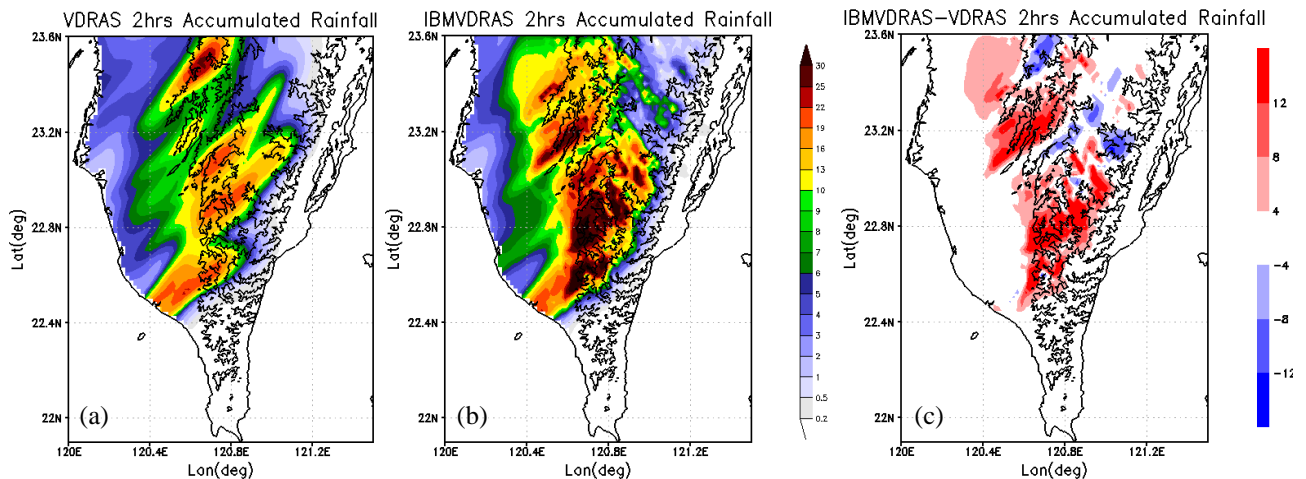 VDRAS 2hrs Accumulated Rainfall
23.6N
23.2N
22.8N
22.4N
22N
Lat(deg)
(a)
120E
120.4E
120.8E
121.2E
Lon(deg)
IBMVDRAS 2hrs Accumulated Rainfall
23.6N
23.2N
22.8N
22.4N
22N
Lat(deg)
(b)
120E
120.4E
120.8E
121.2E
Lon(deg)
30
25
22
19
16
13
10
9
8
7
6
5
4
3
2
1
0.5
0.2
IBMVDRAS-VDRAS 2hrs Accumulated Rainfall
23.6N
23.2N
22.8N
22.4N
22N
Lat(deg)
(c)
120E
120.4E
120.8E
121.2E
Lon(deg)
12
8
4
-4
-8
-12